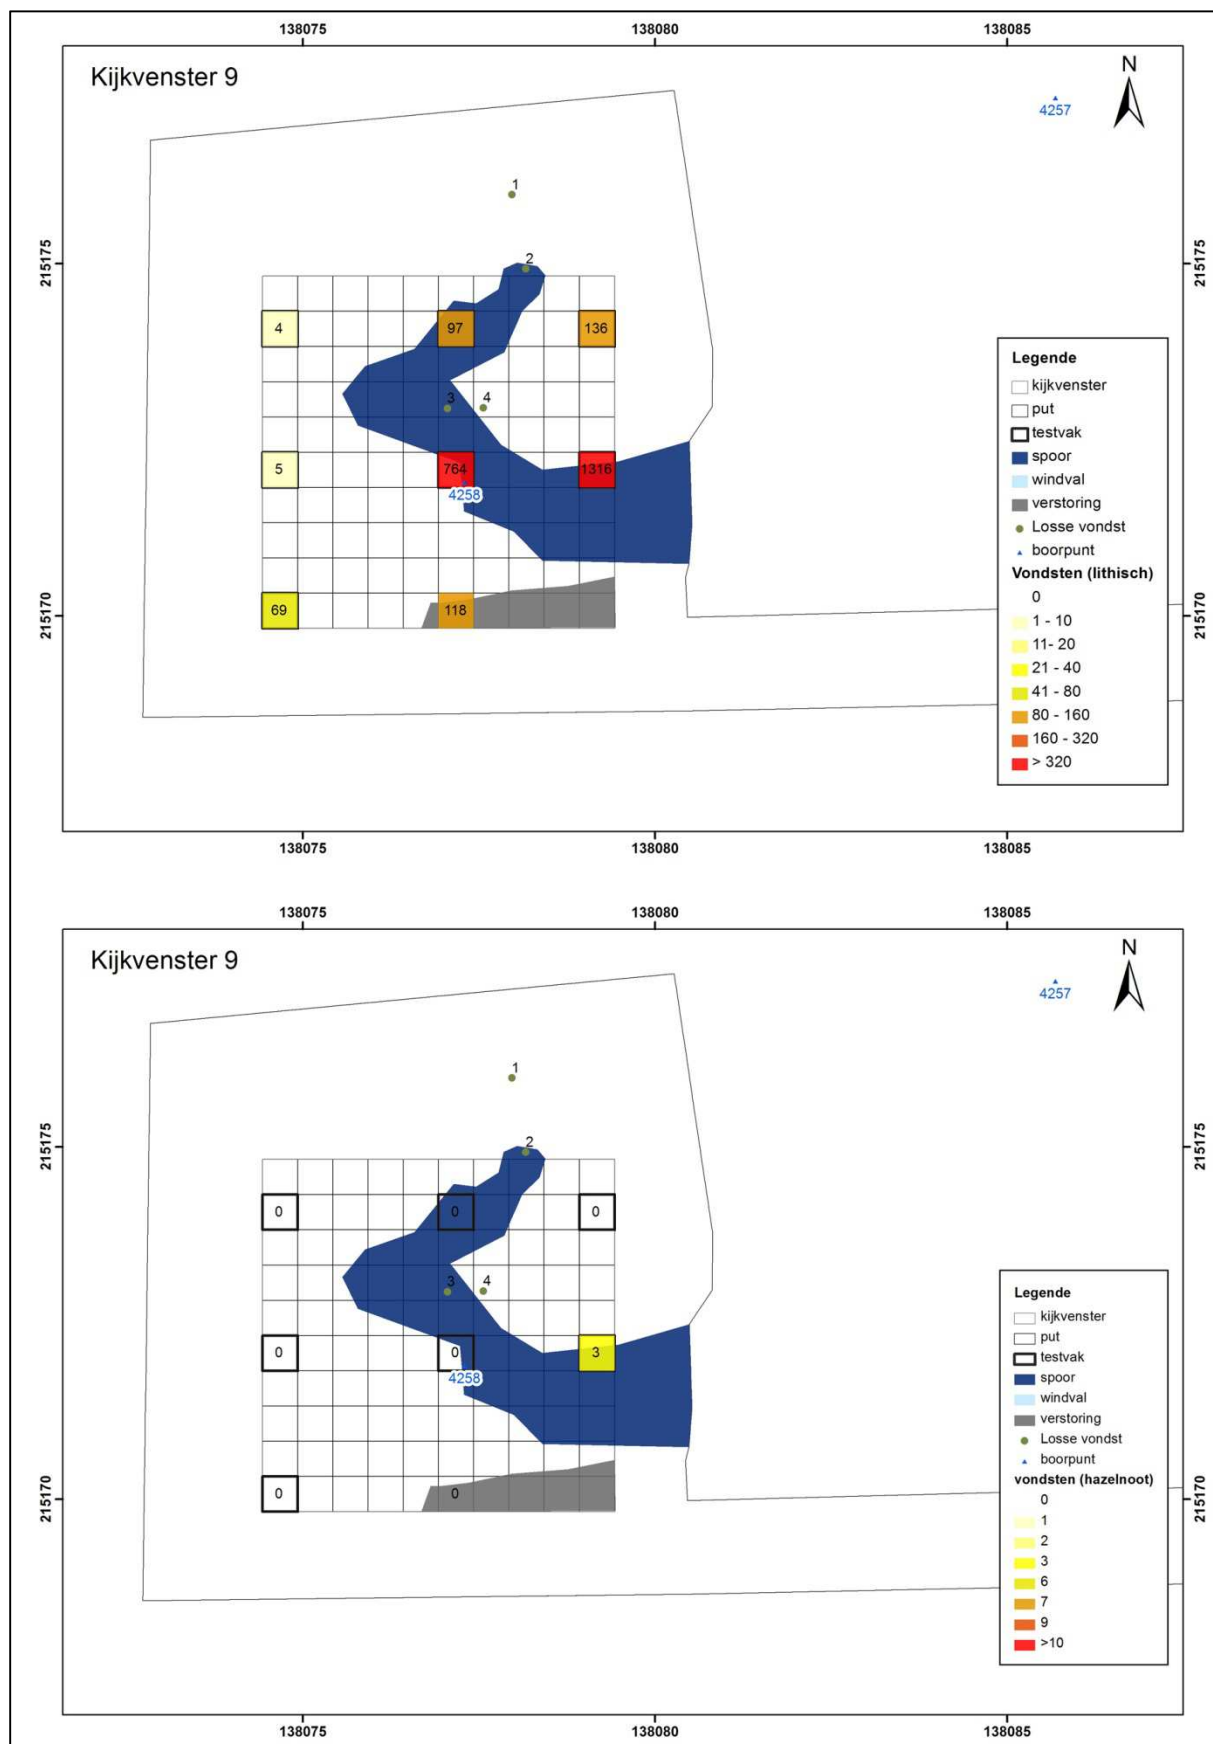 138075 138080 138085
Kijkvenster 9
N
4257
1
215175 215175
2
4 97 136
3 4
5 764 1316
4258
215170 215170
69 118
Legende
kijkvenster
put
testvak
spoor
windval
verstoring
Losse vondst
boorpunt
Vondsten (lithisch)
0
1 - 10
11- 20
21 - 40
41 - 80
80 - 160
160 - 320
> 320
138075 138080 138085
138075 138080 138085
Kijkvenster 9
N
4257
1
215175 215175
2
0 0 0
3 4
0 0 3
4258
215170 215170
0 0
Legende
kijkvenster
put
testvak
spoor
windval
verstoring
Losse vondst
boorpunt
vondsten (hazelnoot)
0
1
2
3
6
7
9
>10
138075 138080 138085